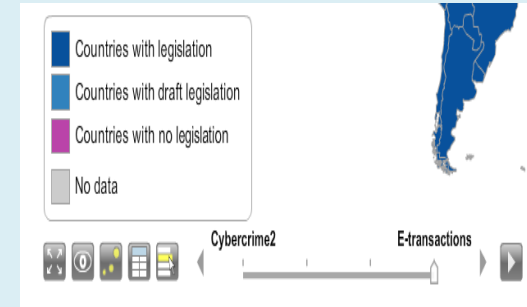 Countries with legislation
Countries with draft legislation
Countries with no legislation
No data
Cybercrime2 E-transactions